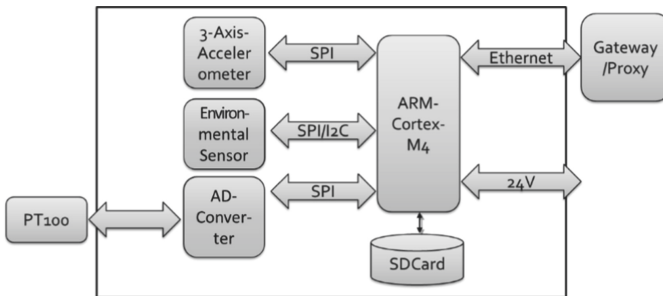 3-Axis-
Acceler
ometer
SPI
Ethernet
Gateway
/Proxy
ARM-
Cortex-
M4
Environ-
mental
Sensor
SPI/I2C
AD-
Conver-
ter
SPI
24V
PT100
SDCard